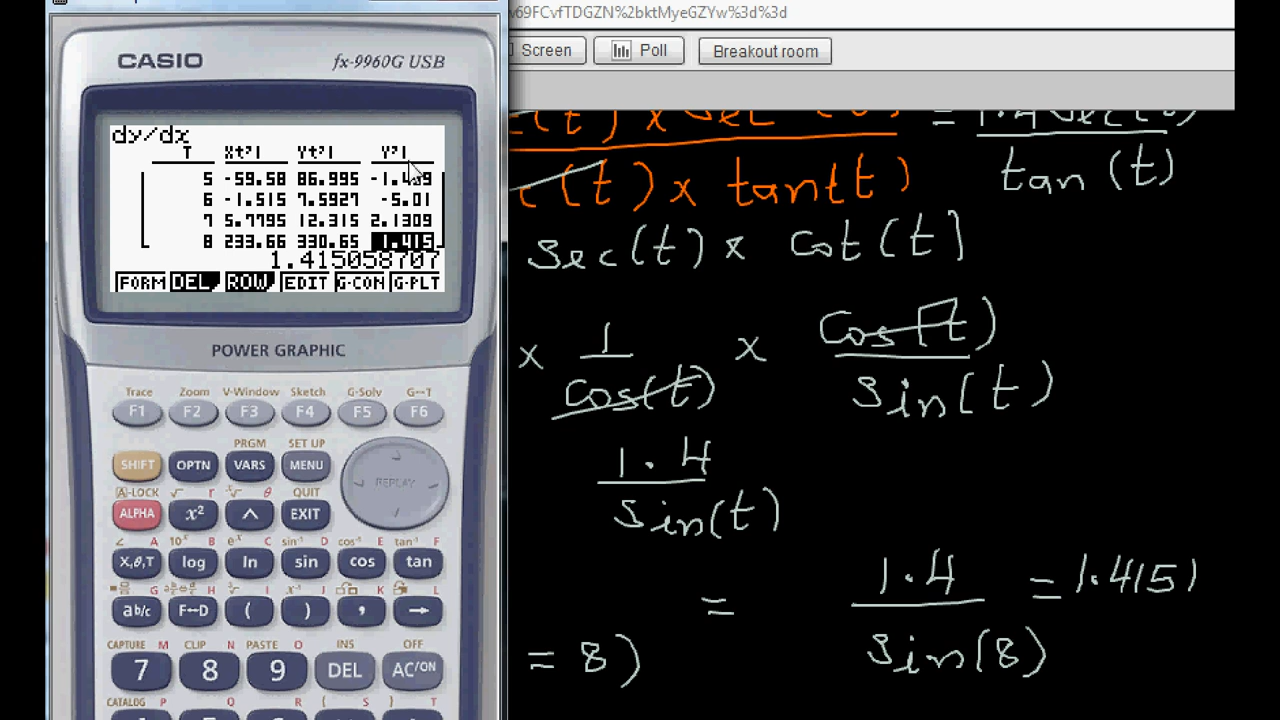 w69FCvfTDGZN%2bktMyeGZYw%3d%3d
Screen Poll Breakout room
CASIO fx-9960G USB
dy/dx
T Xt'1 Yt'1 Y'1
5 -59.58 86.995
6 -1.515 7.5927 -5.01
7 5.7795 12.315 2.1309
8 233.66 330.65 1.415
1.415058707
FORM DEL ROW EDIT G-CON G-PLT
POWER GRAPHIC
Trace Zoom V-Window Sketch G-Solv G↔T
F1 F2 F3 F4 F5 F6
PRGM SET UP
SHIFT OPTN VARS MENU
REPLAY
A-LOCK √ r x√ θ QUIT
ALPHA x² ^ EXIT
∠ A 10ˣ B eˣ C sin⁻¹ D cos⁻¹ E tan⁻¹ F
X,θ,T log ln sin cos tan
G H I J K L
a b/c F↔D ( ) , →
CAPTURE M CLIP N PASTE O INS OFF
7 8 9 DEL AC/ON
CATALOG P Q R ( S ) T
(t) x = 1.4
(t) x tan(t) tan (t)
sec(t) x cot(t)
x 1 x cos(t)
cos(t) sin(t)
1.4
sin(t)
= 1.4 = 1.4151
= 8) sin(8)